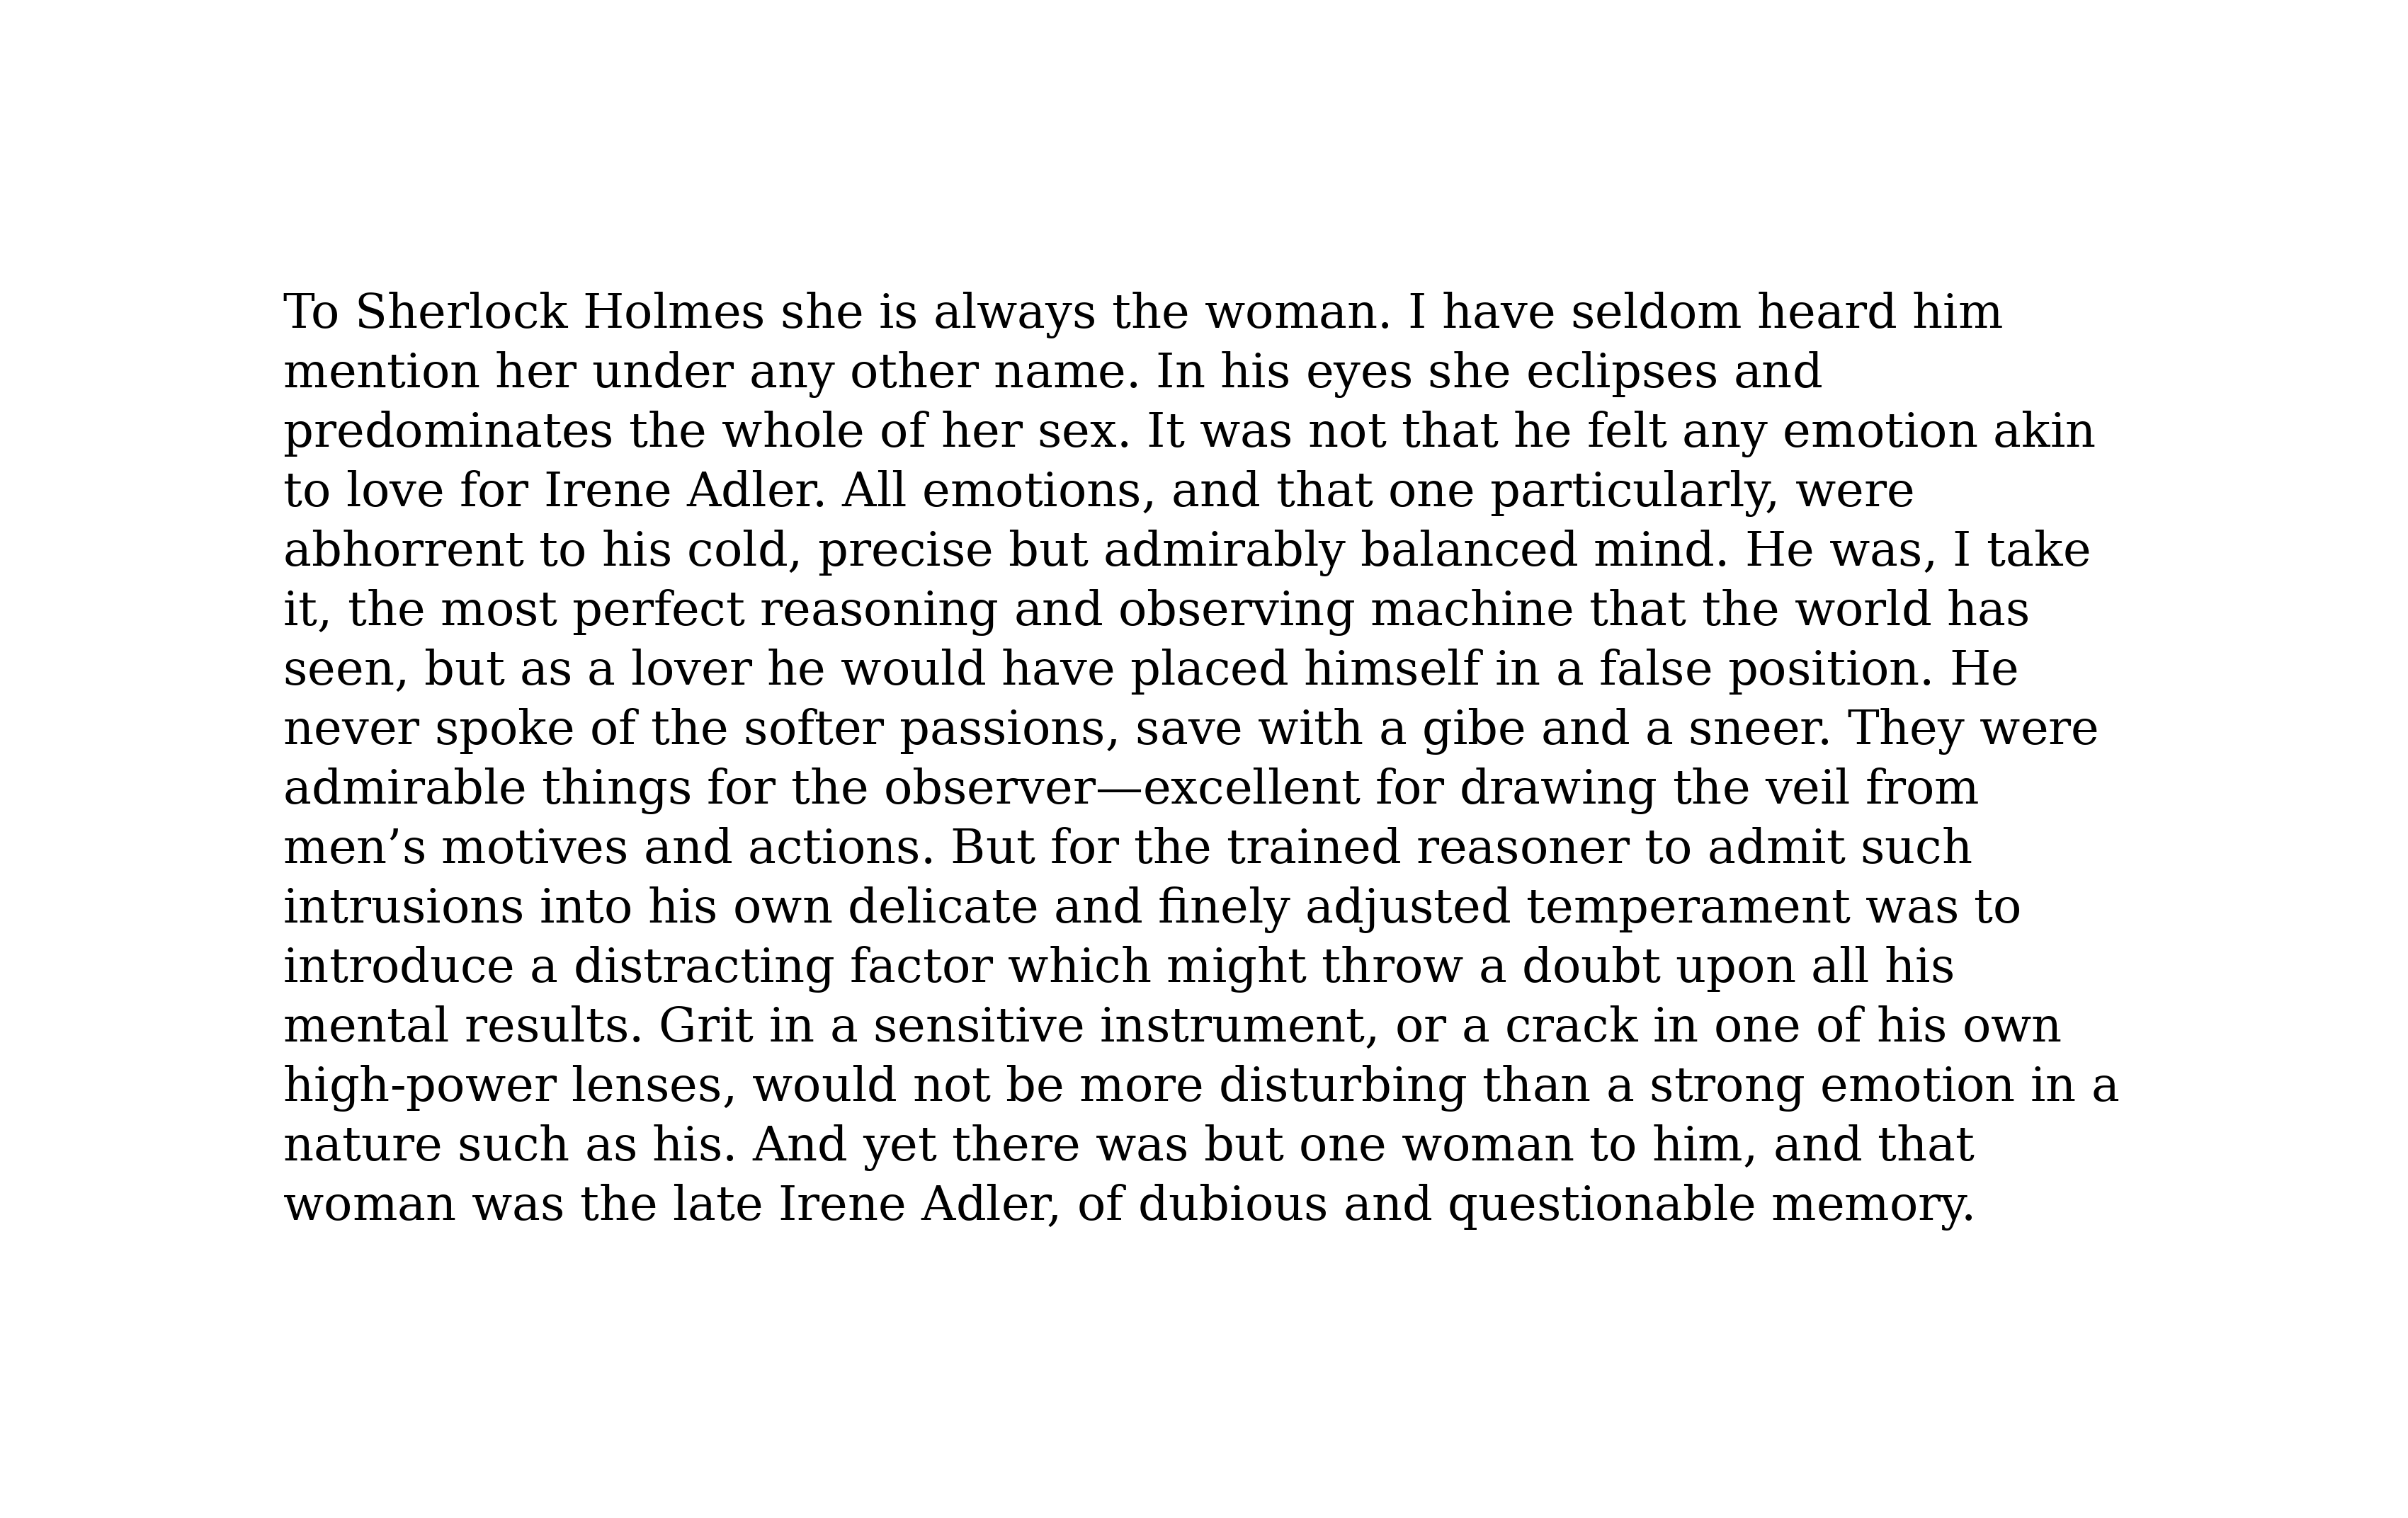 To Sherlock Holmes she is always the woman. I have seldom heard him
mention her under any other name. In his eyes she eclipses and
predominates the whole of her sex. It was not that he felt any emotion akin
to love for Irene Adler. All emotions, and that one particularly, were
abhorrent to his cold, precise but admirably balanced mind. He was, I take
it, the most perfect reasoning and observing machine that the world has
seen, but as a lover he would have placed himself in a false position. He
never spoke of the softer passions, save with a gibe and a sneer. They were
admirable things for the observer—excellent for drawing the veil from
men’s motives and actions. But for the trained reasoner to admit such
intrusions into his own delicate and finely adjusted temperament was to
introduce a distracting factor which might throw a doubt upon all his
mental results. Grit in a sensitive instrument, or a crack in one of his own
high-power lenses, would not be more disturbing than a strong emotion in a
nature such as his. And yet there was but one woman to him, and that
woman was the late Irene Adler, of dubious and questionable memory.